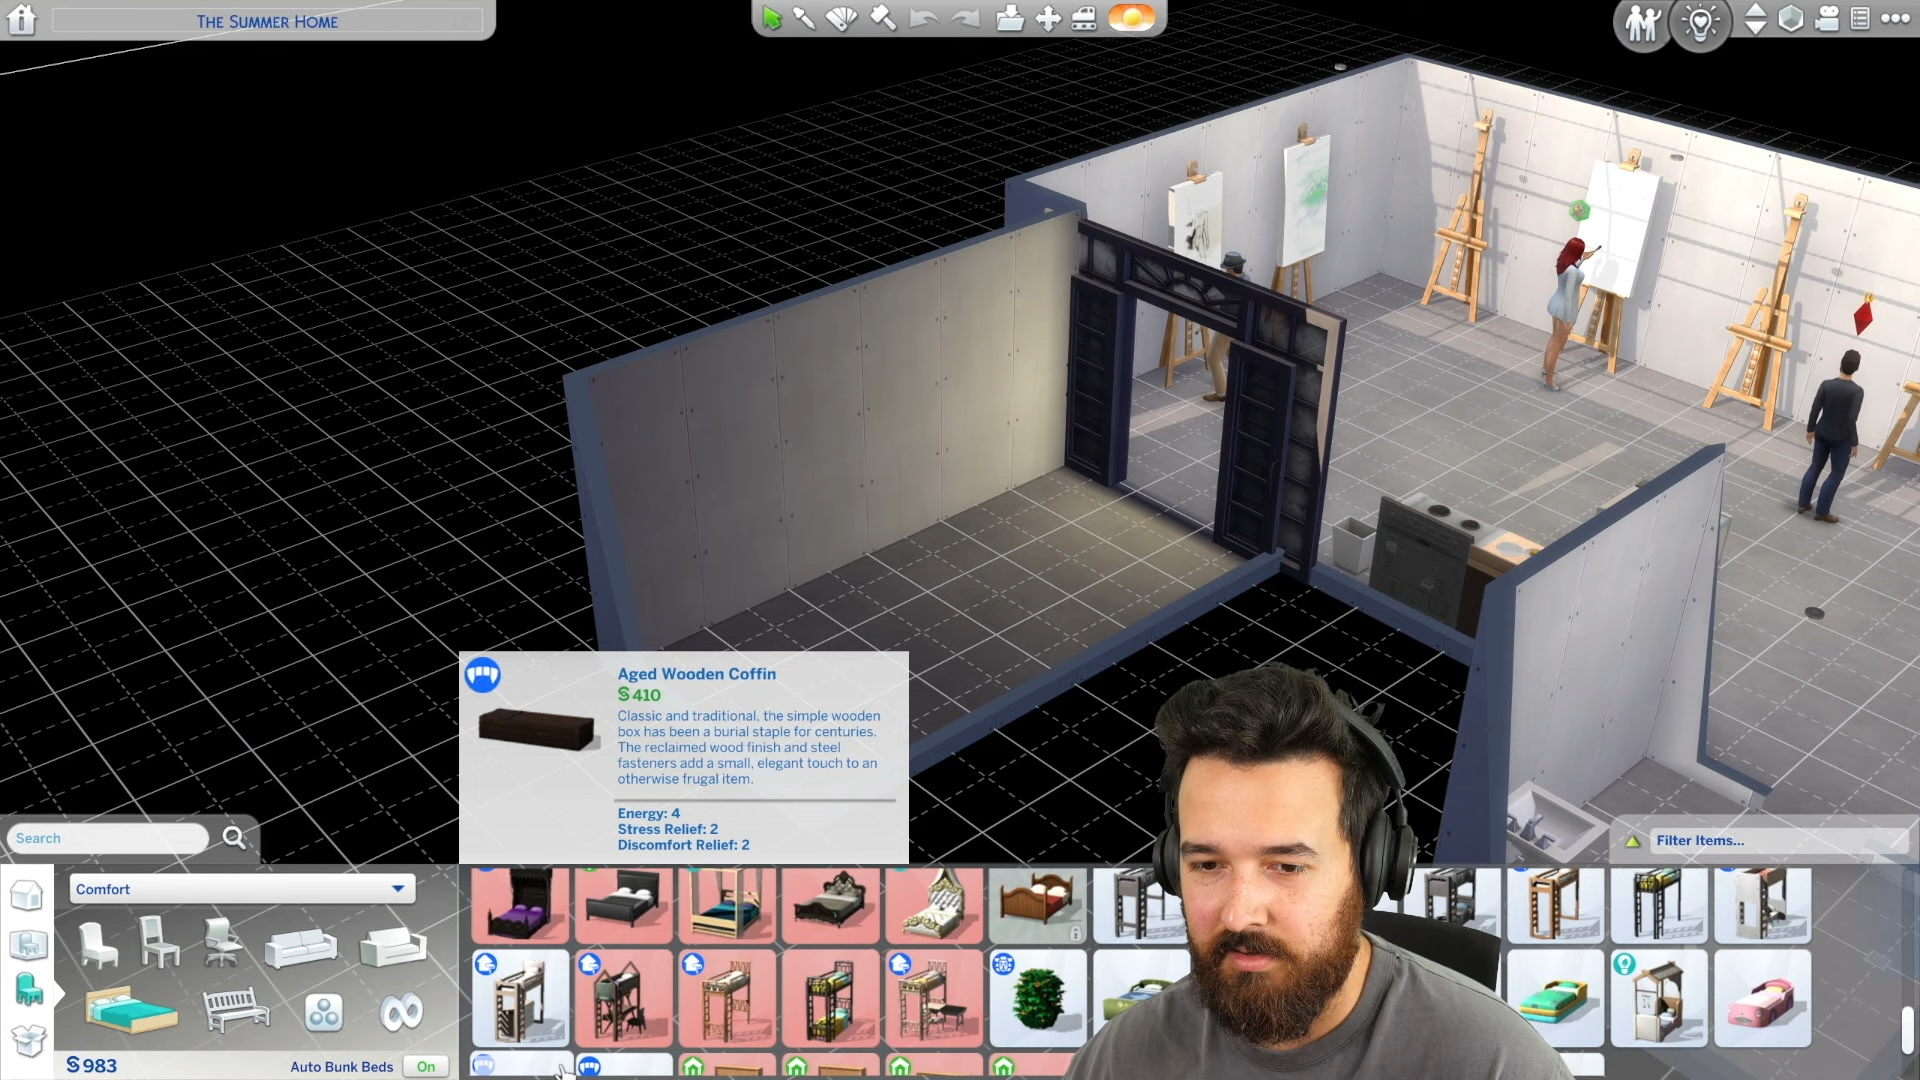 The Summer Home
Aged Wooden Coffin
§410
Classic and traditional, the simple wooden
box has been a burial staple for centuries.
The reclaimed wood finish and steel
fasteners add a small, elegant touch to an
otherwise frugal item.
Energy: 4
Stress Relief: 2
Discomfort Relief: 2
Search
Filter Items...
Comfort
§983
Auto Bunk Beds
On